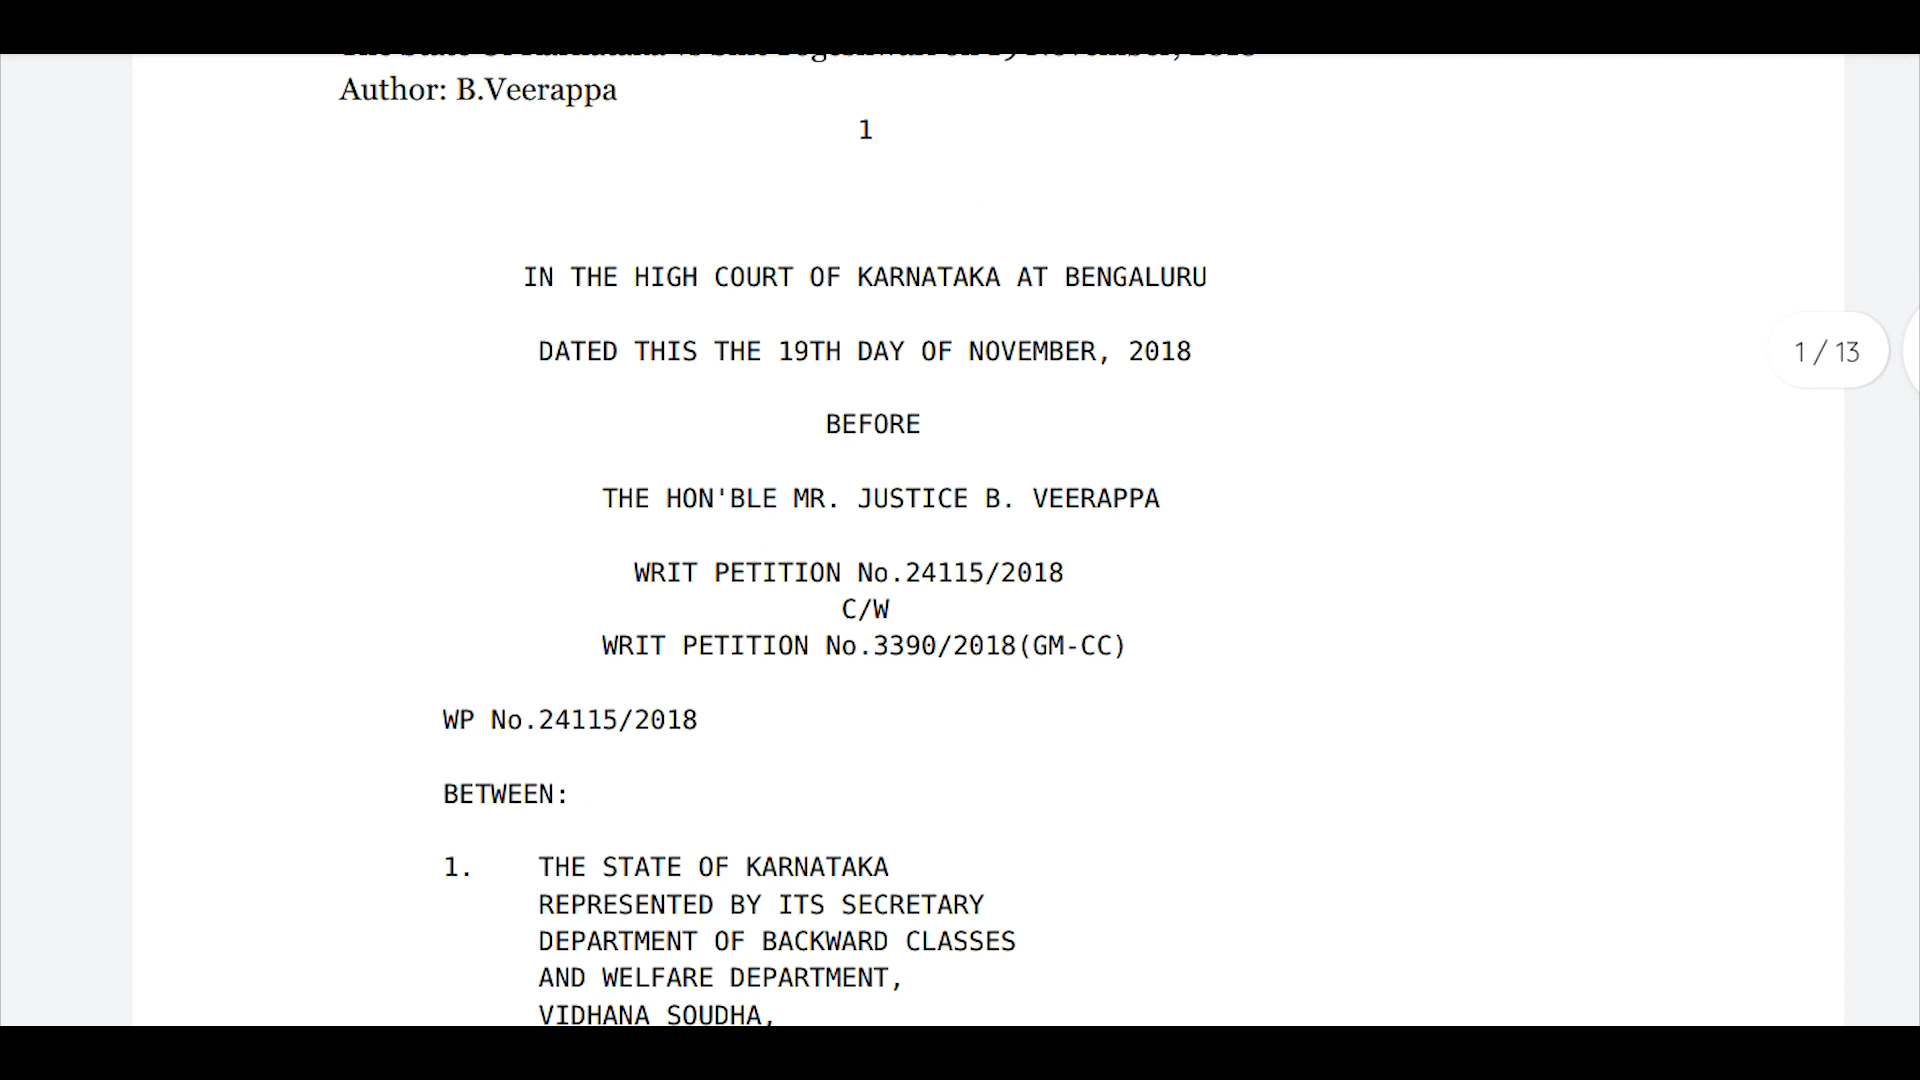 Author: B.Veerappa
1
IN THE HIGH COURT OF KARNATAKA AT BENGALURU
DATED THIS THE 19TH DAY OF NOVEMBER, 2018
1 / 13
BEFORE
THE HON'BLE MR. JUSTICE B. VEERAPPA
WRIT PETITION No.24115/2018
C/W
WRIT PETITION No.3390/2018(GM-CC)
WP No.24115/2018
BETWEEN:
1. THE STATE OF KARNATAKA
REPRESENTED BY ITS SECRETARY
DEPARTMENT OF BACKWARD CLASSES
AND WELFARE DEPARTMENT,
VIDHANA SOUDHA,